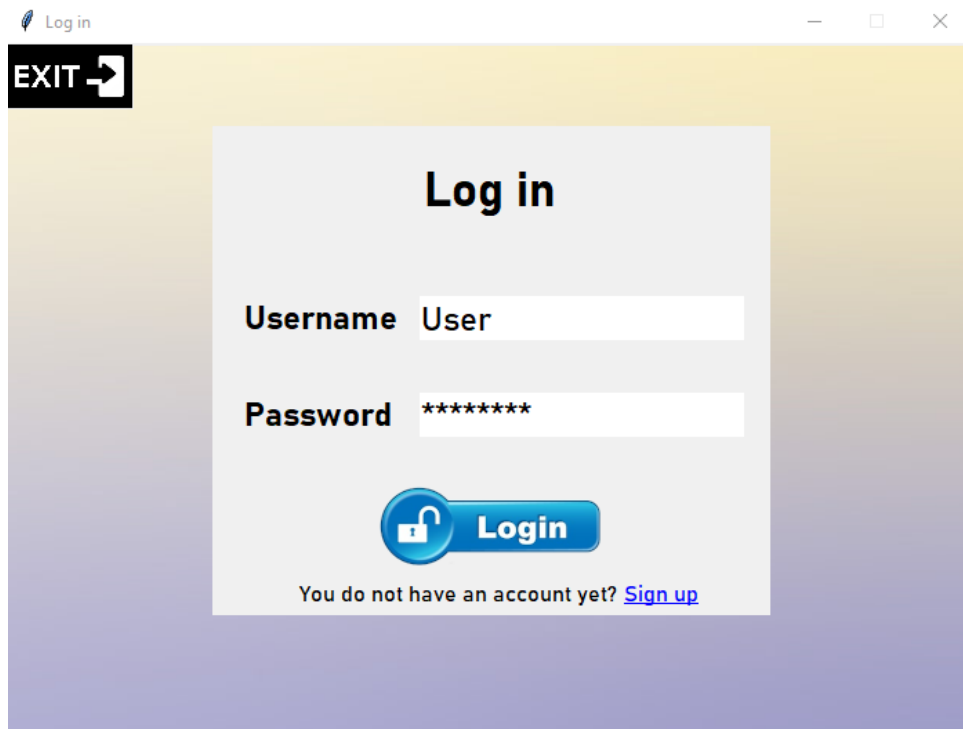 Log in
EXIT
Log in
Username User
Password ********
Login
You do not have an account yet? Sign up